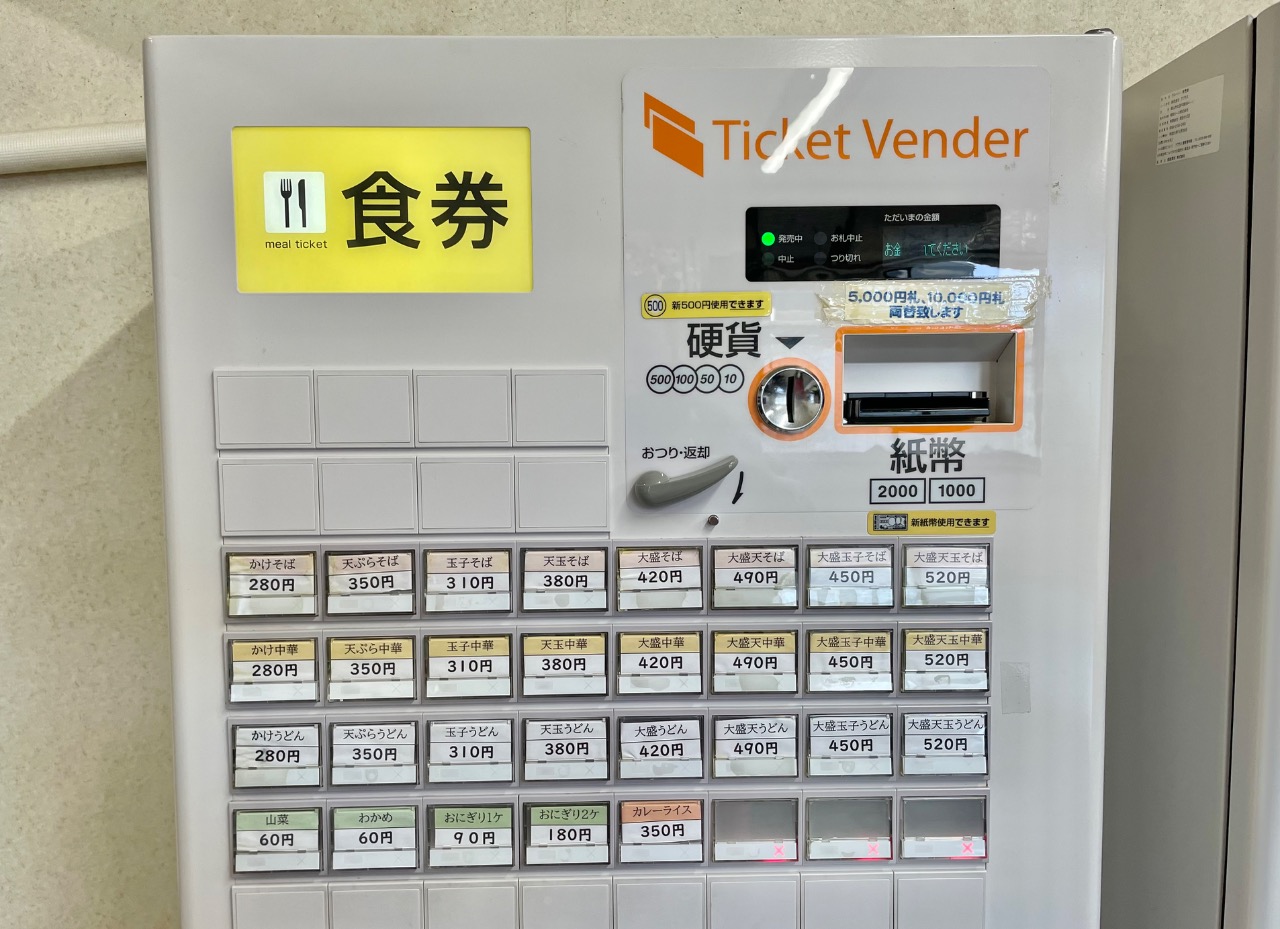 食券
meal ticket
Ticket Vender
ただいまの金額
発売中 お札中止
中止 つり切れ
お金 してください
500 新500円使用できます
5,000円札、10,000円札
両替致します
硬貨
500 100 50 10
おつり・返却
紙幣
2000 1000
新紙幣使用できます
かけそば 天ぷらそば 玉子そば 天玉そば 大盛そば 大盛天そば 大盛玉子そば 大盛天玉そば
280円 350円 310円 380円 420円 490円 450円 520円
かけ中華 天ぷら中華 玉子中華 天玉中華 大盛中華 大盛天中華 大盛玉子中華 大盛天玉中華
280円 350円 310円 380円 420円 490円 450円 520円
かけうどん 天ぷらうどん 玉子うどん 天玉うどん 大盛うどん 大盛天うどん 大盛玉子うどん 大盛天玉うどん
280円 350円 310円 380円 420円 490円 450円 520円
山菜 わかめ おにぎり1ケ おにぎり2ケ カレーライス
60円 60円 90円 180円 350円